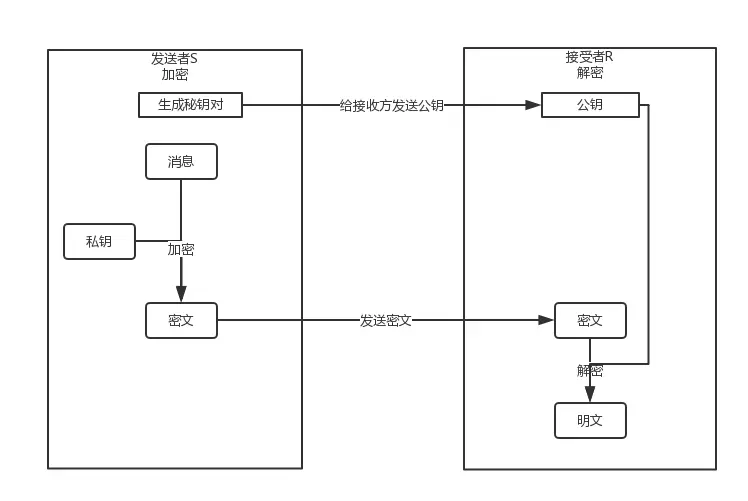 发送者S
加密
接受者R
解密
生成秘钥对
给接收方发送公钥
公钥
消息
私钥
加密
密文
发送密文
密文
解密
明文